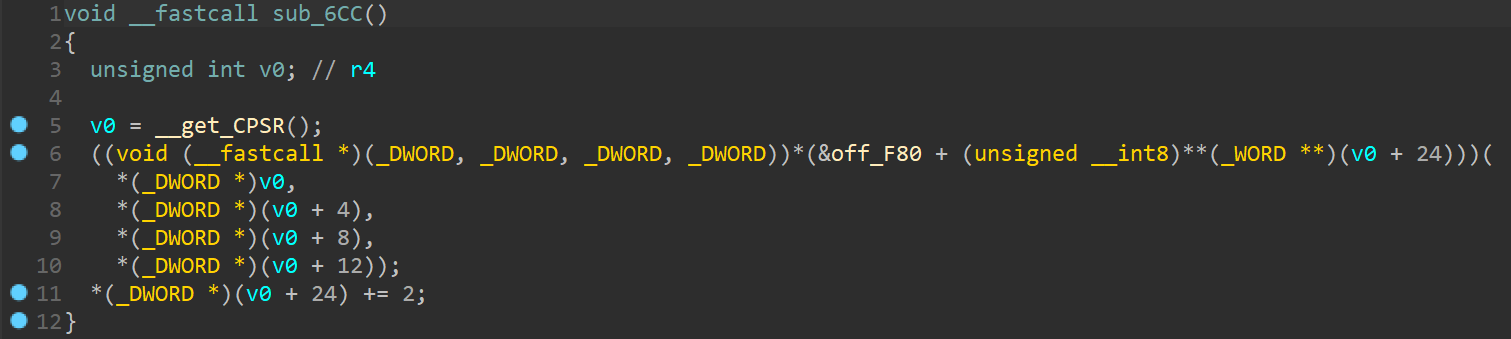 1 void __fastcall sub_6CC()
2 {
3   unsigned int v0; // r4
4
5   v0 = __get_CPSR();
6   ((void (__fastcall *)(_DWORD, _DWORD, _DWORD, _DWORD))*(&off_F80 + (unsigned __int8)**(_WORD **)(v0 + 24)))(
7     *(_DWORD *)v0,
8     *(_DWORD *)(v0 + 4),
9     *(_DWORD *)(v0 + 8),
10     *(_DWORD *)(v0 + 12));
11   *(_DWORD *)(v0 + 24) += 2;
12 }